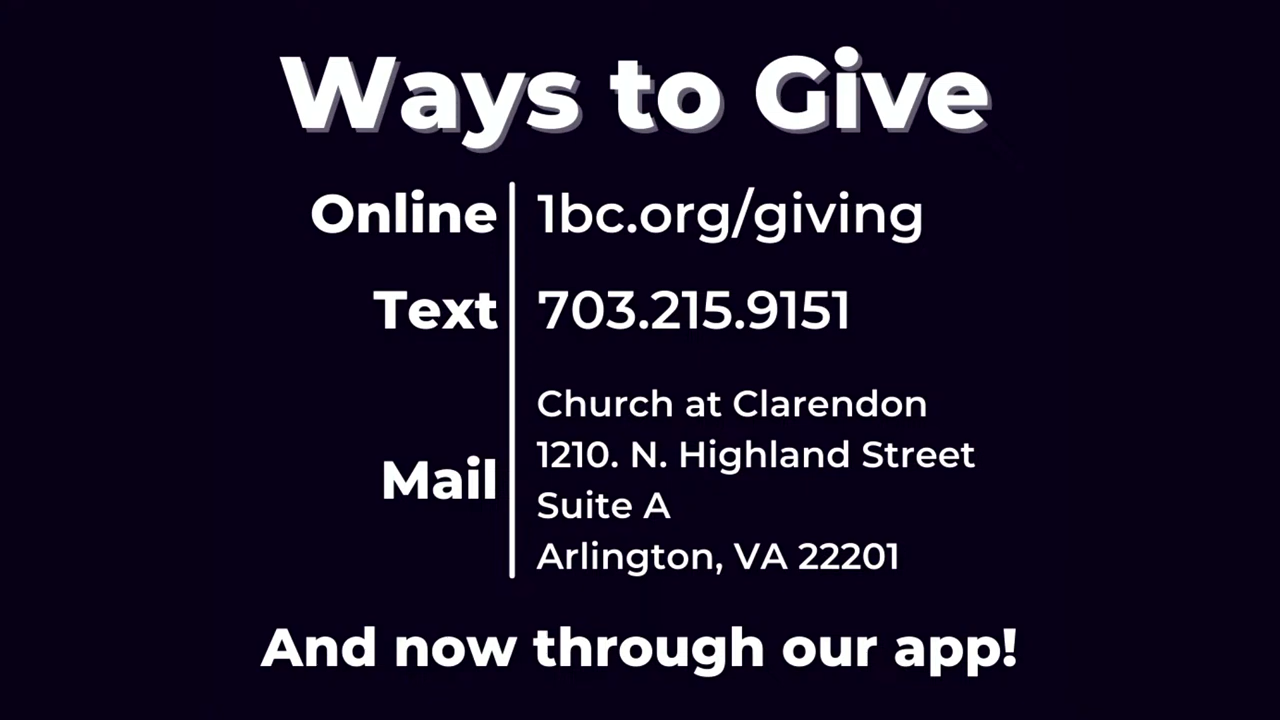 Ways to Give
Online 1bc.org/giving
Text 703.215.9151
Mail
Church at Clarendon
1210. N. Highland Street
Suite A
Arlington, VA 22201
And now through our app!